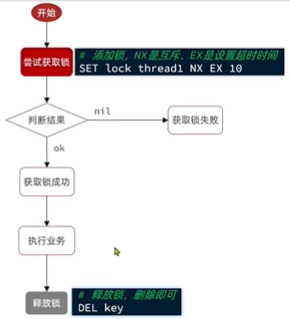 开始
尝试获取锁
# 添加锁，NX是互斥、EX是设置超时时间
SET lock thread1 NX EX 10
判断结果
nil
获取锁失败
ok
获取锁成功
执行业务
释放锁
# 释放锁，删除即可
DEL key